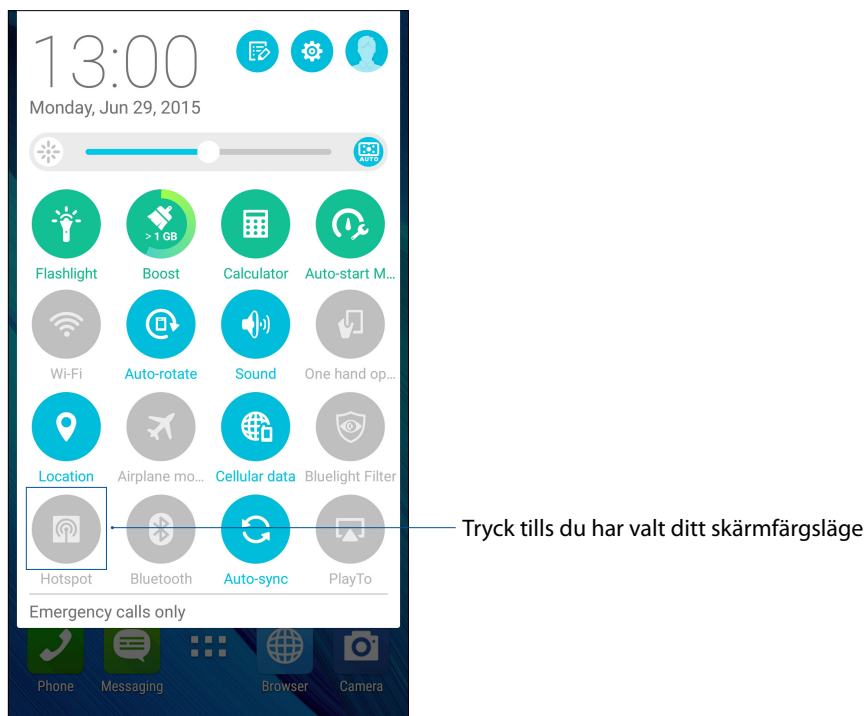 13:00
Monday, Jun 29, 2015
AUTO
> 1 GB
Flashlight Boost Calculator Auto-start M...
Wi-Fi Auto-rotate Sound One hand op...
Location Airplane mo... Cellular data Bluelight Filter
Tryck tills du har valt ditt skärmfärgsläge
Hotspot Bluetooth Auto-sync PlayTo
Emergency calls only
Phone Messaging Browser Camera